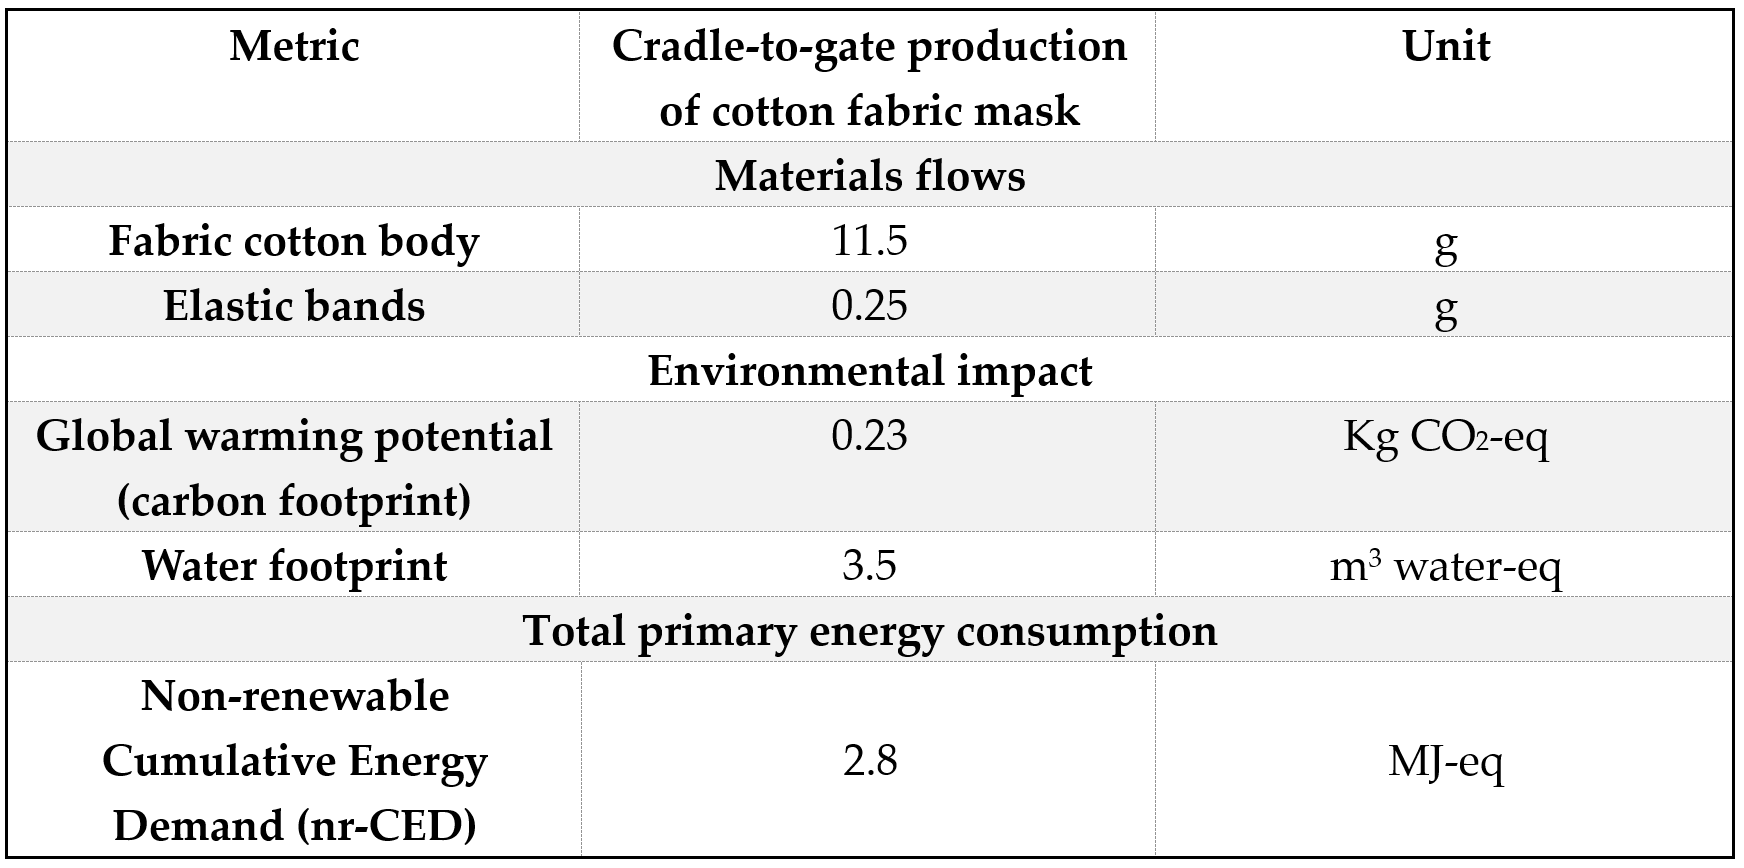 Metric Cradle-to-gate production of cotton fabric mask Unit
Materials flows
Fabric cotton body 11.5 g
Elastic bands 0.25 g
Environmental impact
Global warming potential (carbon footprint) 0.23 Kg CO2-eq
Water footprint 3.5 m³ water-eq
Total primary energy consumption
Non-renewable Cumulative Energy Demand (nr-CED) 2.8 MJ-eq